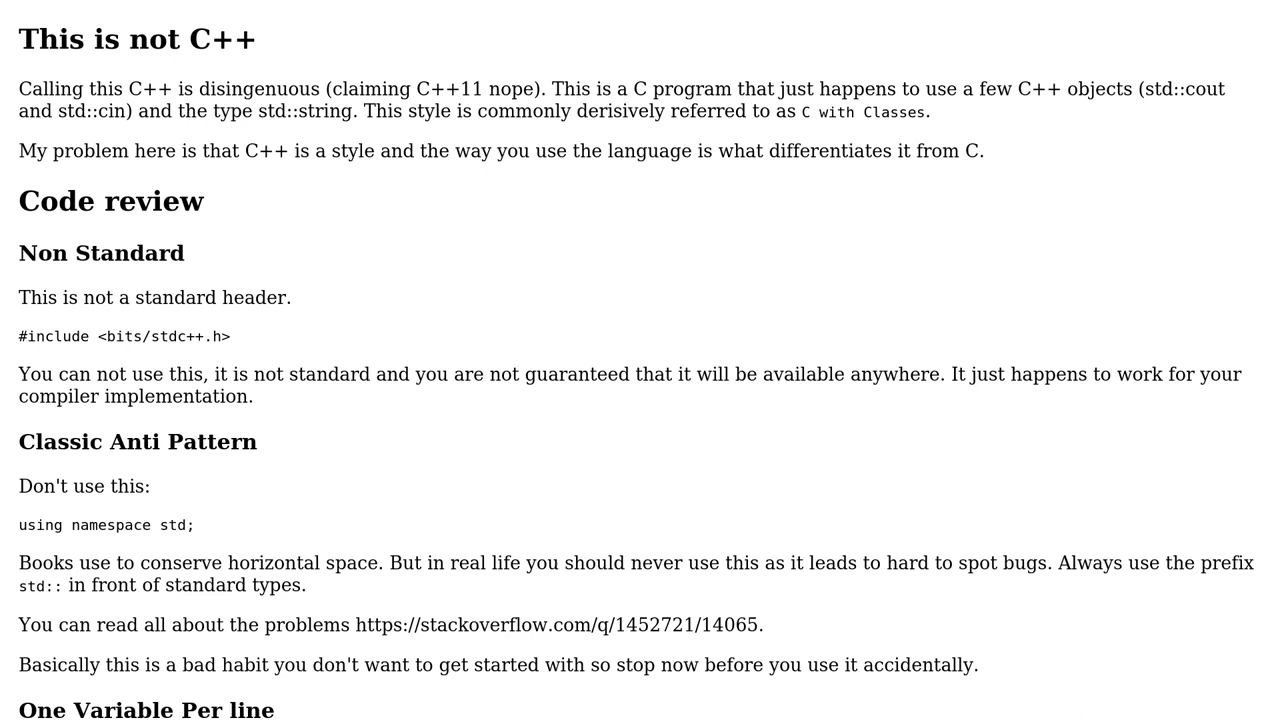 This is not C++
Calling this C++ is disingenuous (claiming C++11 nope). This is a C program that just happens to use a few C++ objects (std::cout
and std::cin) and the type std::string. This style is commonly derisively referred to as C with Classes.
My problem here is that C++ is a style and the way you use the language is what differentiates it from C.
Code review
Non Standard
This is not a standard header.
#include <bits/stdc++.h>
You can not use this, it is not standard and you are not guaranteed that it will be available anywhere. It just happens to work for your
compiler implementation.
Classic Anti Pattern
Don't use this:
using namespace std;
Books use to conserve horizontal space. But in real life you should never use this as it leads to hard to spot bugs. Always use the prefix
std:: in front of standard types.
You can read all about the problems https://stackoverflow.com/q/1452721/14065.
Basically this is a bad habit you don't want to get started with so stop now before you use it accidentally.
One Variable Per line